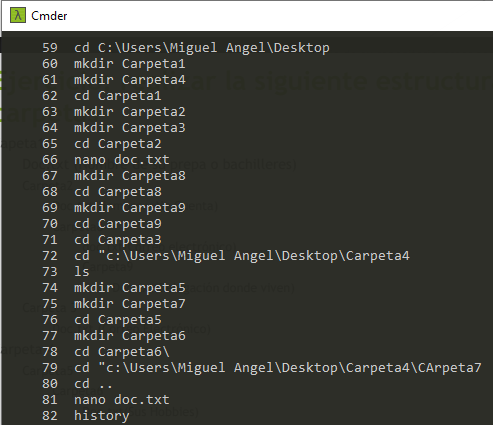 λ Cmder
59 cd C:\Users\Miguel Angel\Desktop
60 mkdir Carpeta1
61 mkdir Carpeta4
62 cd Carpeta1
63 mkdir Carpeta2
64 mkdir Carpeta3
65 cd Carpeta2
66 nano doc.txt
67 mkdir Carpeta8
68 cd Carpeta8
69 mkdir Carpeta9
70 cd Carpeta9
71 cd Carpeta3
72 cd "c:\Users\Miguel Angel\Desktop\Carpeta4
73 ls
74 mkdir Carpeta5
75 mkdir Carpeta7
76 cd Carpeta5
77 mkdir Carpeta6
78 cd Carpeta6\
79 cd "c:\Users\Miguel Angel\Desktop\Carpeta4\CArpeta7
80 cd ..
81 nano doc.txt
82 history